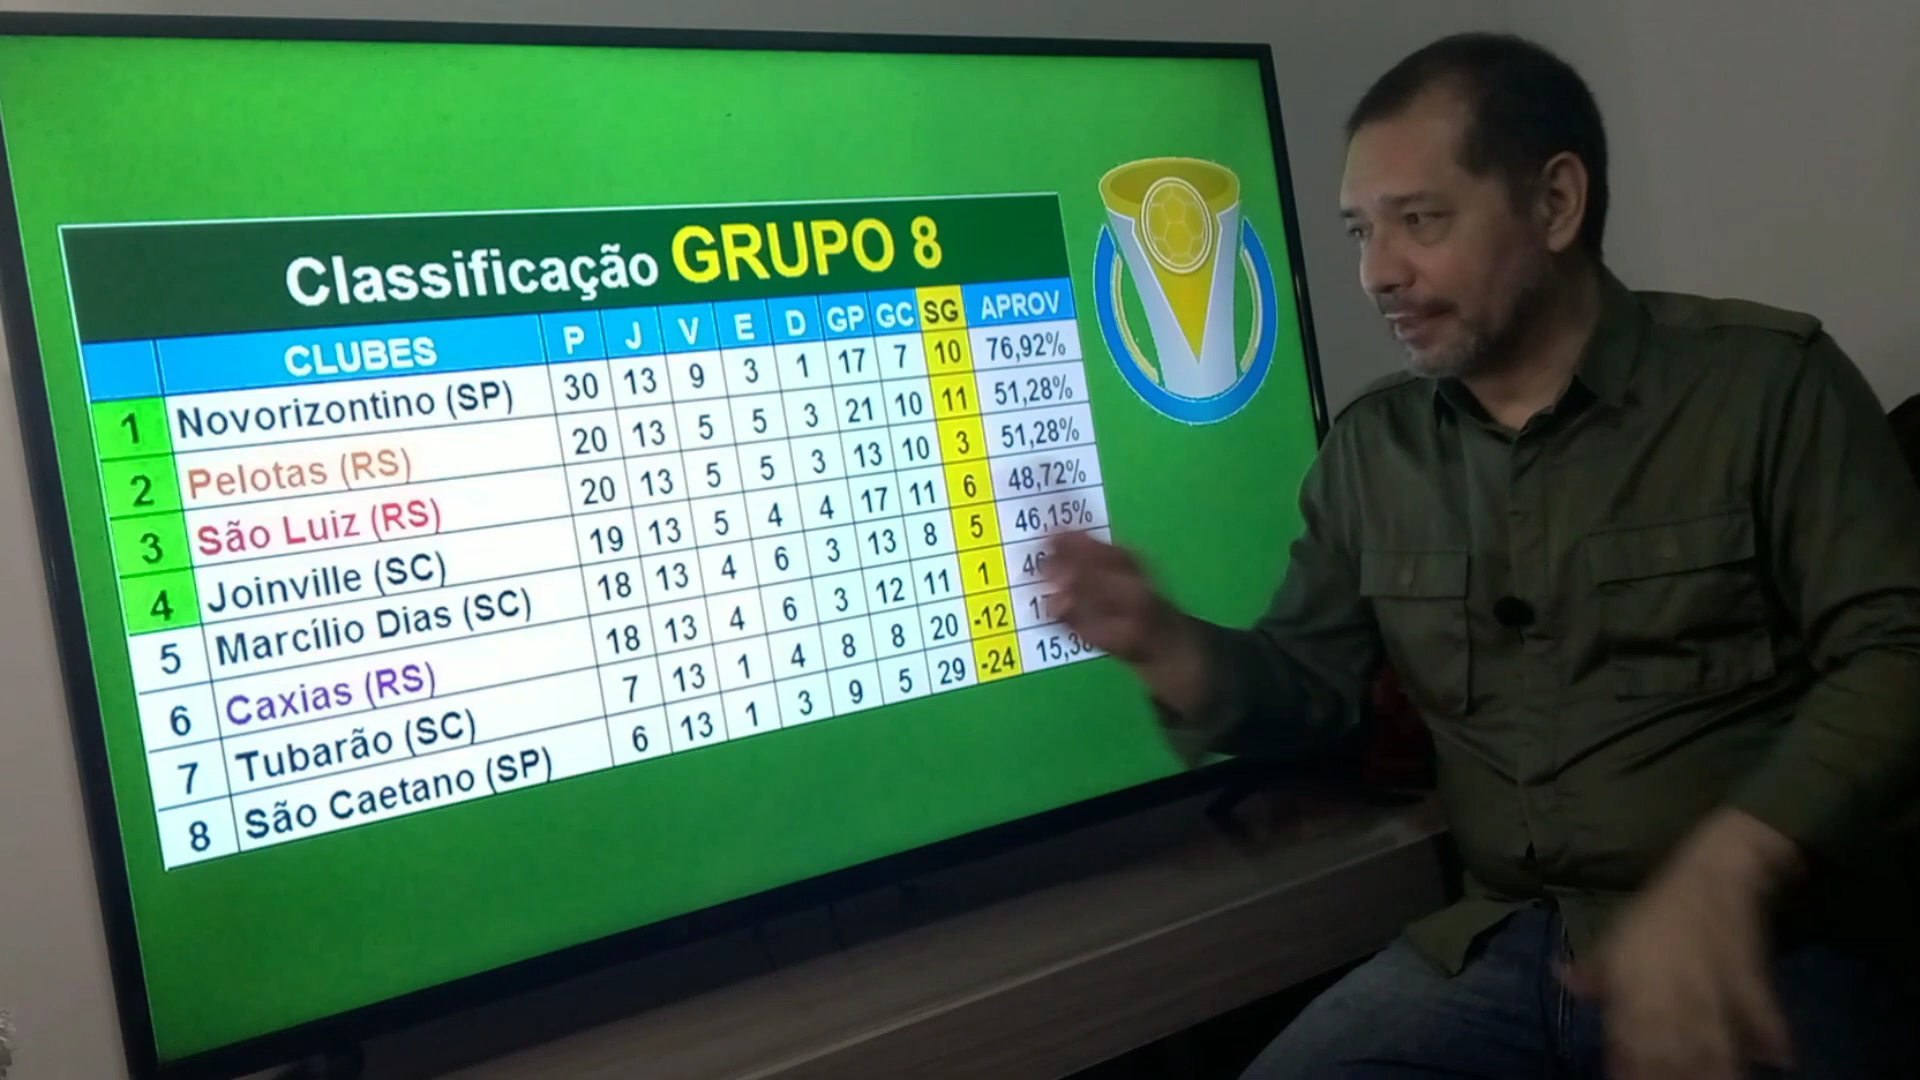 Classificação GRUPO 8
CLUBES P J V E D GP GC SG APROV
1 Novorizontino (SP) 30 13 9 3 1 17 7 10 76,92%
2 Pelotas (RS) 20 13 5 5 3 21 10 11 51,28%
3 São Luiz (RS) 20 13 5 5 3 13 10 3 51,28%
4 Joinville (SC) 19 13 5 4 4 17 11 6 48,72%
5 Marcílio Dias (SC) 18 13 4 6 3 13 8 5 46,15%
6 Caxias (RS) 18 13 4 6 3 12 11 1
7 Tubarão (SC) 7 13 1 4 8 8 20 -12
8 São Caetano (SP) 6 13 1 3 9 5 29 -24